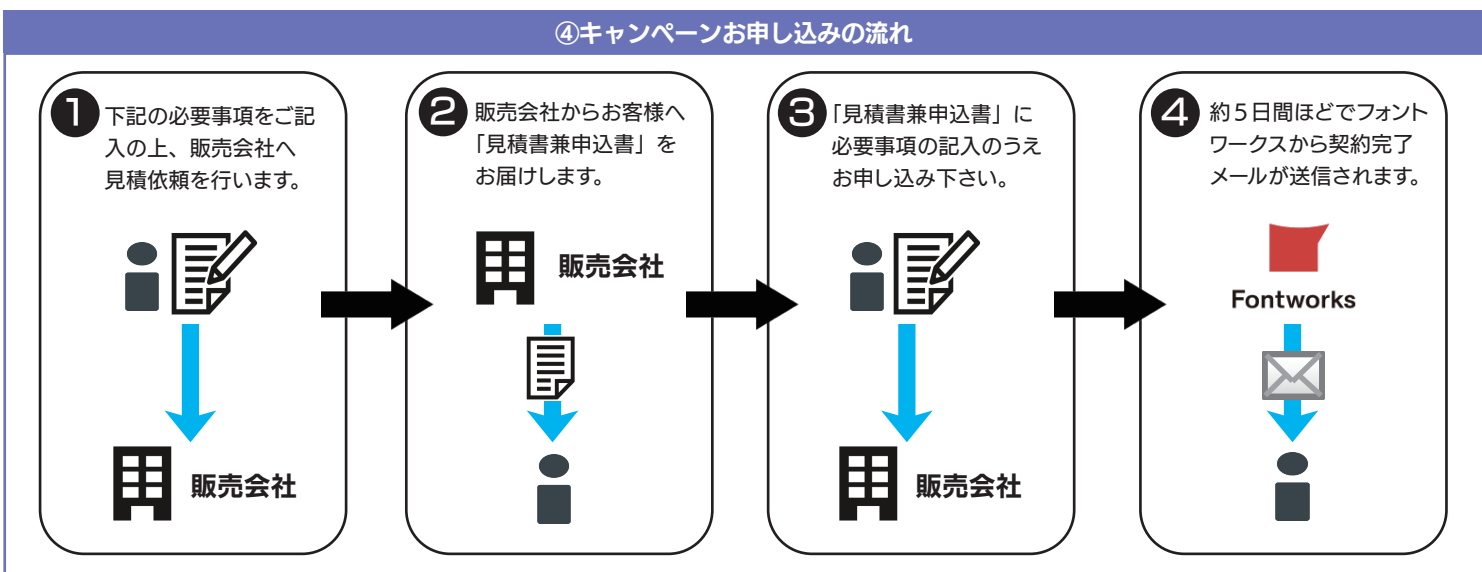 ④キャンペーンお申し込みの流れ
1
下記の必要事項をご記
入の上、販売会社へ
見積依頼を行います。
販売会社
2
販売会社からお客様へ
「見積書兼申込書」を
お届けします。
販売会社
3
「見積書兼申込書」に
必要事項の記入のうえ
お申し込み下さい。
販売会社
4
約５日間ほどでフォント
ワークスから契約完了
メールが送信されます。
Fontworks